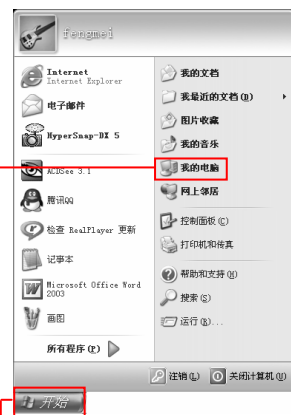 fengmei
Internet
Internet Explorer
电子邮件
HyperSnap-DX 5
ACDSee 3.1
腾讯QQ
检查 RealPlayer 更新
记事本
Microsoft Office Word
2003
画图
所有程序(P)
我的文档
我最近的文档(D)
图片收藏
我的音乐
我的电脑
网上邻居
控制面板(C)
打印机和传真
帮助和支持(H)
搜索(S)
运行(R)...
注销(L)
关闭计算机(U)
开始